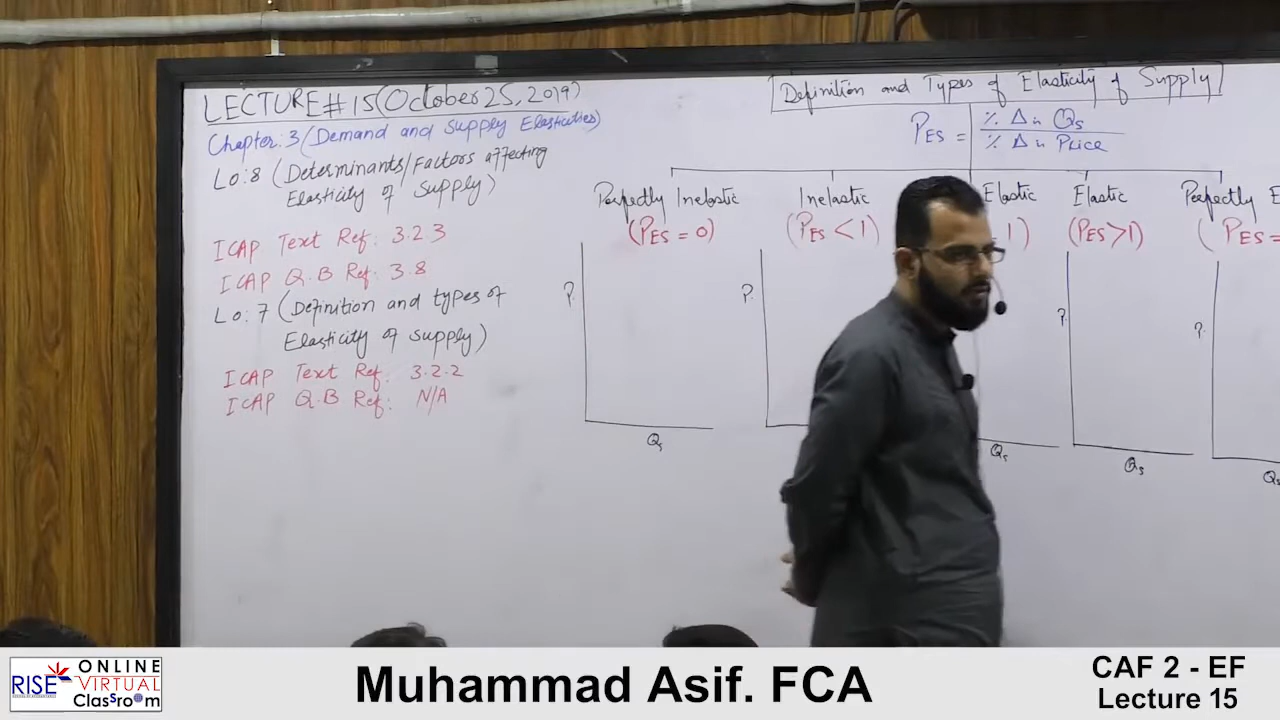 LECTURE # 15 (October 25, 2019)
Chapter: 3 (Demand and Supply Elasticities)
Lo: 8 (Determinants/Factors affecting
Elasticity of Supply)
ICAP Text Ref: 3.2.3
ICAP Q.B Ref: 3.8
Lo: 7 (Definition and types of
Elasticity of supply)
ICAP Text Ref: 3.2.2
ICAP Q.B Ref: N/A
Definition and Types of Elasticity of Supply
PES = % Δ in Qs
% Δ in Price
Perfectly Inelastic
(PES = 0)
P.
Qs
Inelastic
(PES < 1)
P.
Elastic
1)
Qs
Elastic
(PES > 1)
P.
Qs
Perfectly E
(PES =
P.
Qs
RISE
ONLINE
VIRTUAL
Classroom
Muhammad Asif. FCA
CAF 2 - EF
Lecture 15